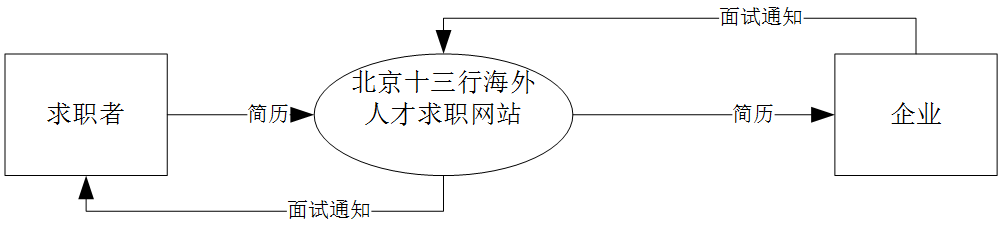 面试通知
北京十三行海外
人才求职网站
求职者
简历
简历
企业
面试通知